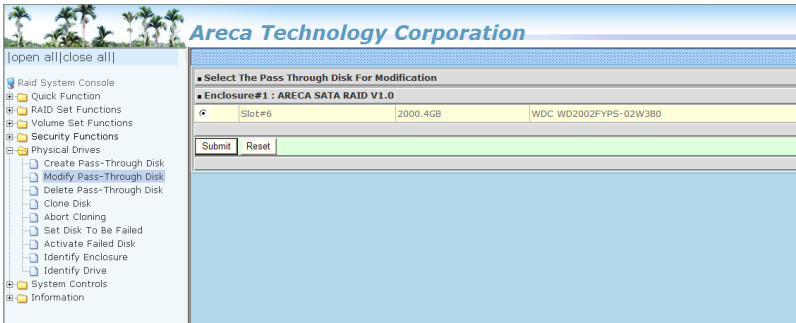 Areca Technology Corporation
|open all|close all|
Raid System Console
Quick Function
RAID Set Functions
Volume Set Functions
Security Functions
Physical Drives
Create Pass-Through Disk
Modify Pass-Through Disk
Delete Pass-Through Disk
Clone Disk
Abort Cloning
Set Disk To Be Failed
Activate Failed Disk
Identify Enclosure
Identify Drive
System Controls
Information
Select The Pass Through Disk For Modification
Enclosure#1 : ARECA SATA RAID V1.0
Slot#6 2000.4GB WDC WD2002FYPS-02W3B0
Submit Reset